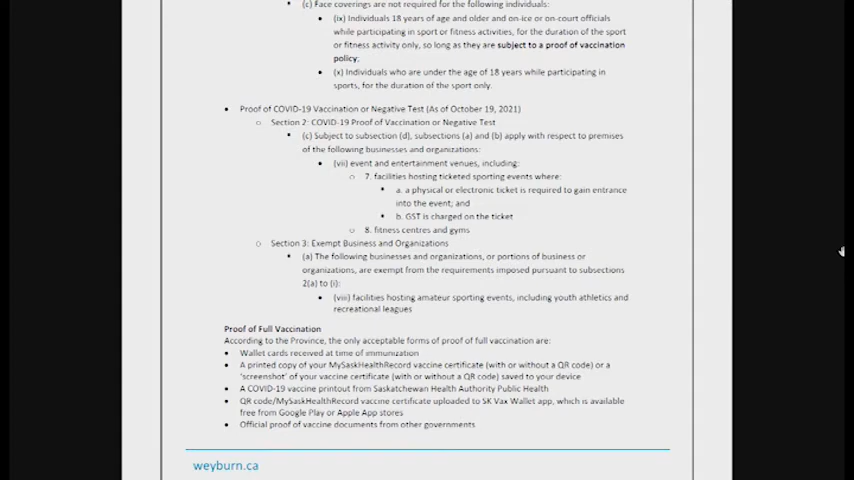 (c) Face coverings are not required for the following individuals:
(ix) Individuals 18 years of age and older and on-ice or on-court officials
while participating in sport or fitness activities, for the duration of the sport
or fitness activity only, so long as they are subject to a proof of vaccination
policy;
(x) Individuals who are under the age of 18 years while participating in
sports, for the duration of the sport only.
Proof of COVID-19 Vaccination or Negative Test (As of October 19, 2021)
Section 2: COVID-19 Proof of Vaccination or Negative Test
(c) Subject to subsection (d), subsections (a) and (b) apply with respect to premises
of the following businesses and organizations:
(vii) event and entertainment venues, including:
7. facilities hosting ticketed sporting events where:
a. a physical or electronic ticket is required to gain entrance
into the event; and
b. GST is charged on the ticket
8. fitness centres and gyms
Section 3: Exempt Business and Organizations
(a) The following businesses and organizations, or portions of business or
organizations, are exempt from the requirements imposed pursuant to subsections
2(a) to (i):
(viii) facilities hosting amateur sporting events, including youth athletics and
recreational leagues
Proof of Full Vaccination
According to the Province, the only acceptable forms of proof of full vaccination are:
Wallet cards received at time of immunization
A printed copy of your MySaskHealthRecord vaccine certificate (with or without a QR code) or a
'screenshot' of your vaccine certificate (with or without a QR code) saved to your device
A COVID-19 vaccine printout from Saskatchewan Health Authority Public Health
QR code/MySaskHealthRecord vaccine certificate uploaded to SK Vax Wallet app, which is available
free from Google Play or Apple App stores
Official proof of vaccine documents from other governments
weyburn.ca